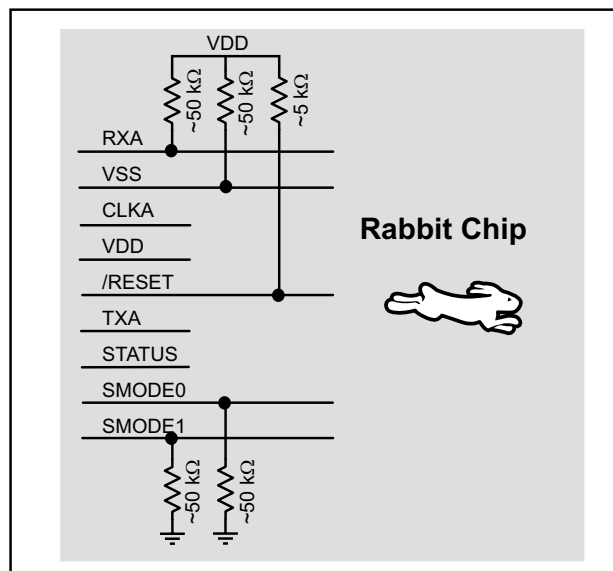 VDD
~50 kΩ
~50 kΩ
~5 kΩ
RXA
VSS
CLKA
VDD
/RESET
TXA
STATUS
SMODE0
SMODE1
~50 kΩ
~50 kΩ
Rabbit Chip